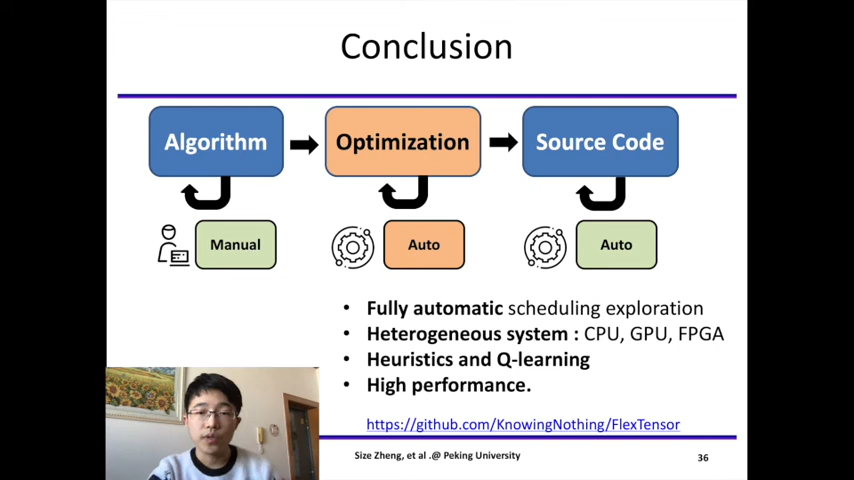 Conclusion
Algorithm
Optimization
Source Code
Manual
Auto
Auto
• Fully automatic scheduling exploration
• Heterogeneous system : CPU, GPU, FPGA
• Heuristics and Q-learning
• High performance.
https://github.com/KnowingNothing/FlexTensor
Size Zheng, et al .@ Peking University
36